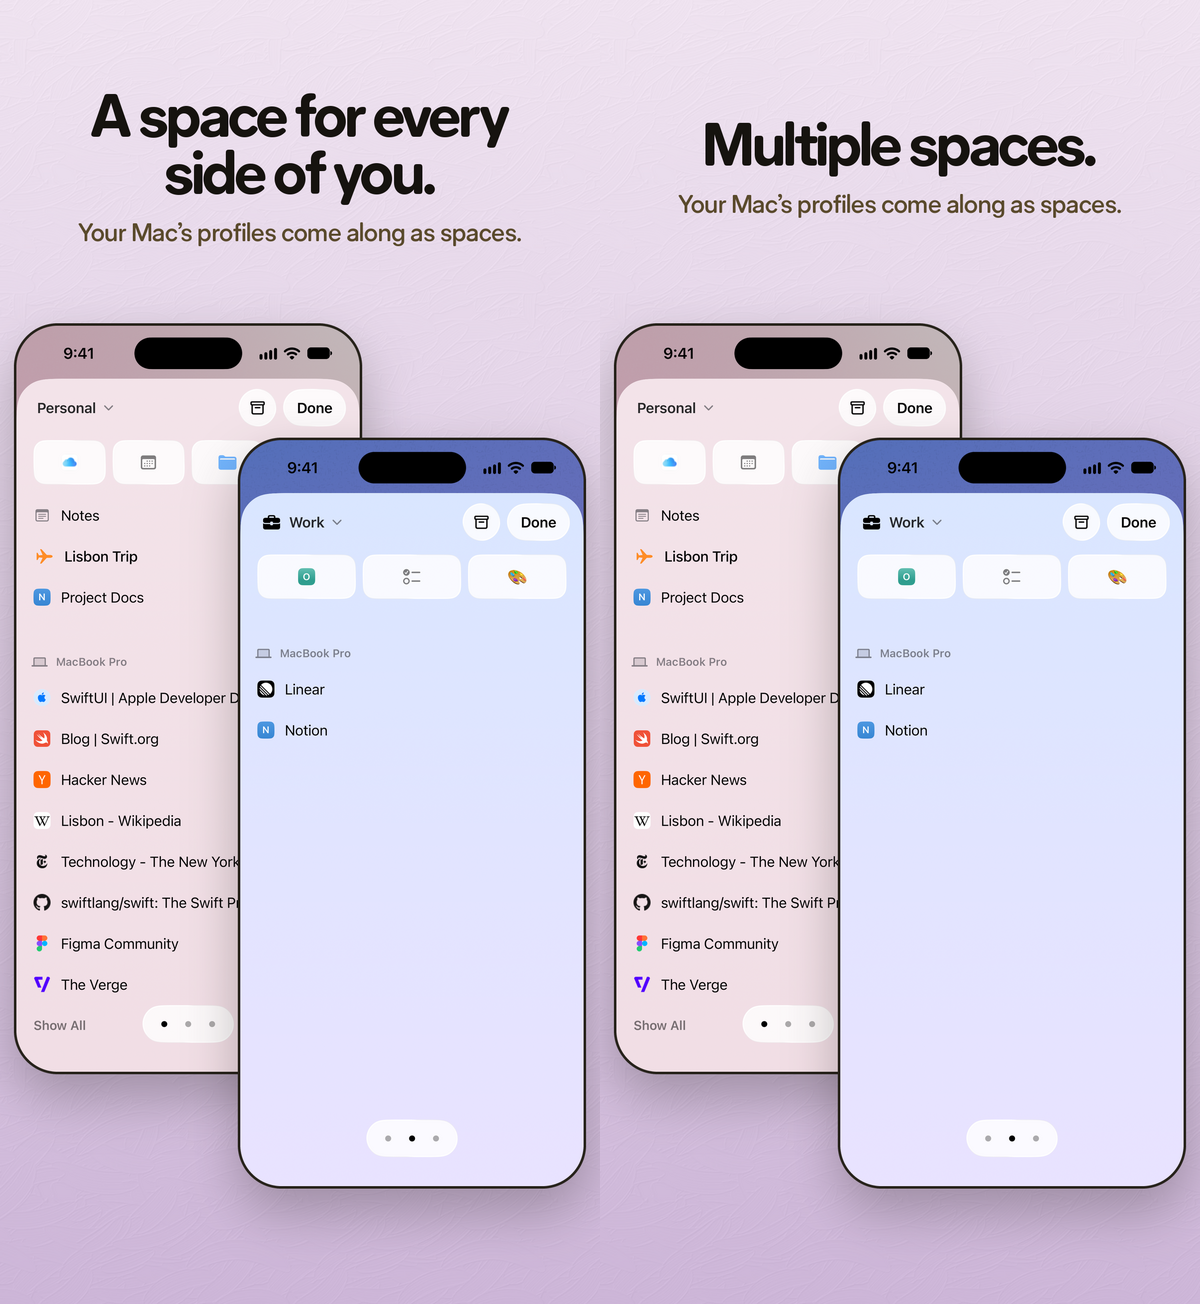 A space for every
side of you.
Your Mac’s profiles come along as spaces.
9:41
Personal
Done
Notes
Lisbon Trip
N
Project Docs
MacBook Pro
SwiftUI | Apple Developer D
Blog | Swift.org
Y
Hacker News
W
Lisbon - Wikipedia
Technology - The New York
swiftlang/swift: The Swift Pr
Figma Community
The Verge
Show All
9:41
Work
Done
O
MacBook Pro
Linear
N
Notion
Multiple spaces.
Your Mac’s profiles come along as spaces.
9:41
Personal
Done
Notes
Lisbon Trip
N
Project Docs
MacBook Pro
SwiftUI | Apple Developer D
Blog | Swift.org
Y
Hacker News
W
Lisbon - Wikipedia
Technology - The New York
swiftlang/swift: The Swift Pr
Figma Community
The Verge
Show All
9:41
Work
Done
O
MacBook Pro
Linear
N
Notion